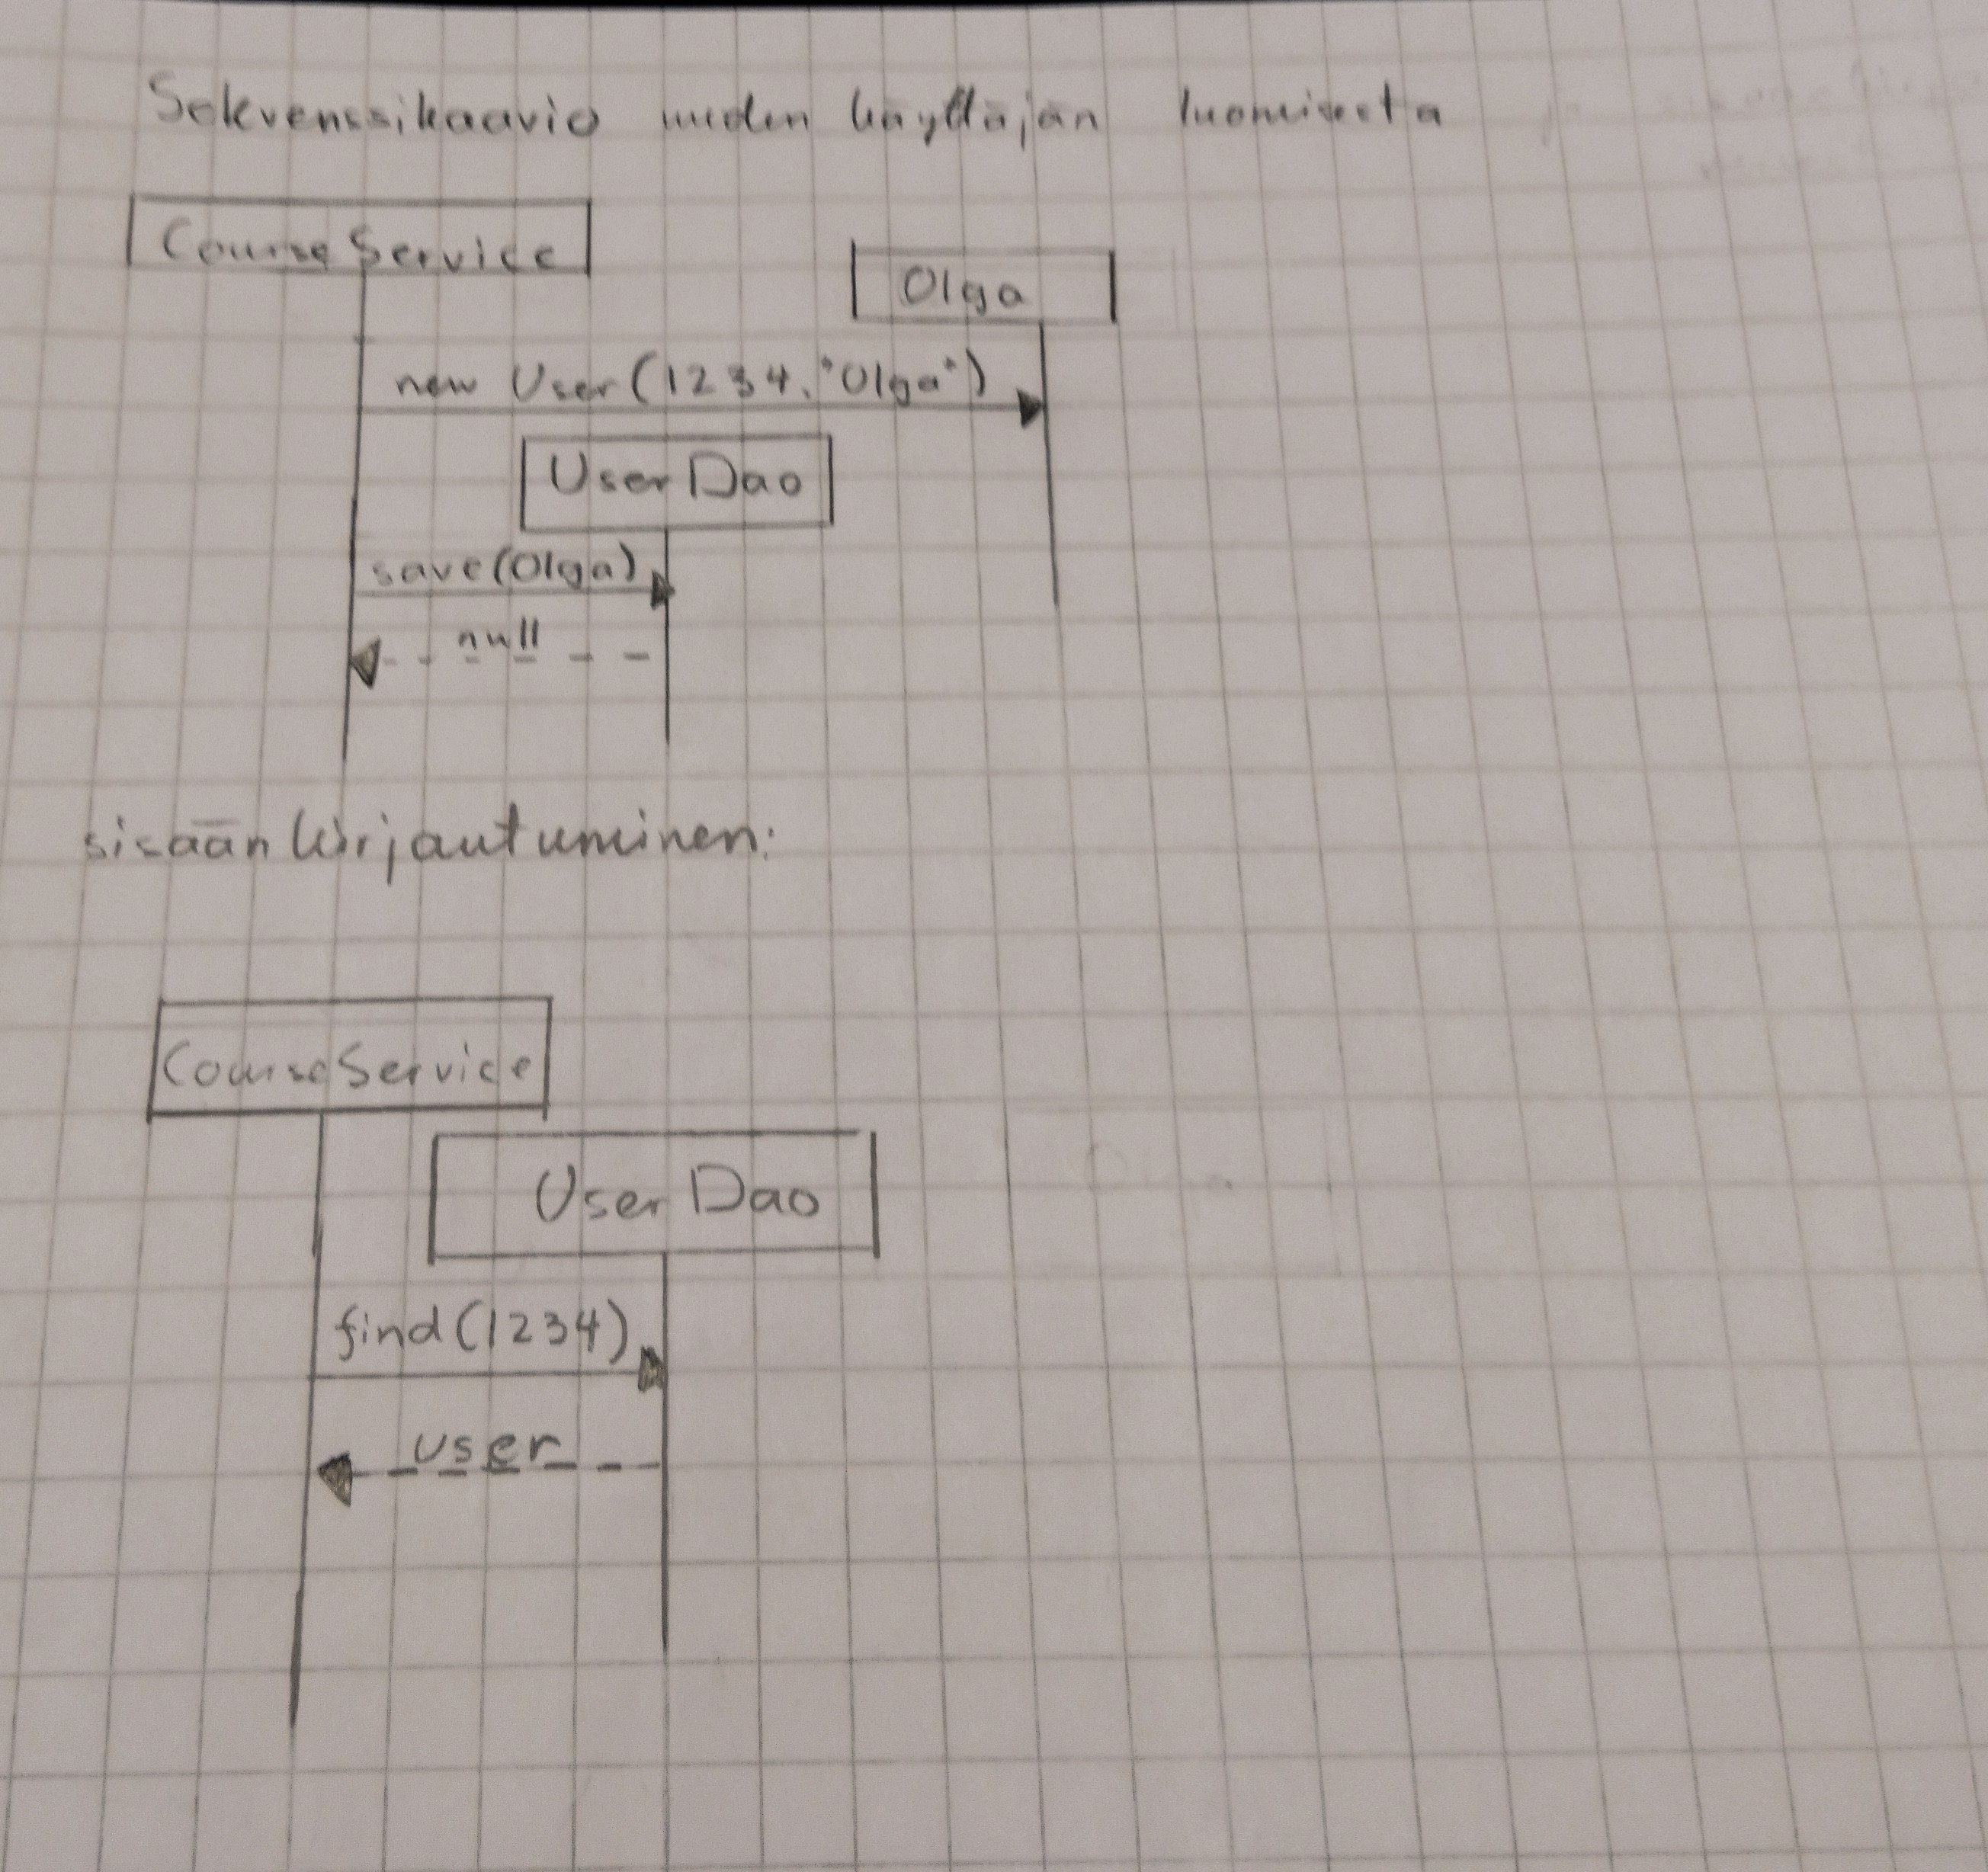 Sekvenssikaavio uuden käyttäjän luomisesta
CourseService
Olga
new User(1234, "Olga")
UserDao
save(Olga)
null
sisäänkirjautuminen:
CourseService
UserDao
find(1234)
user